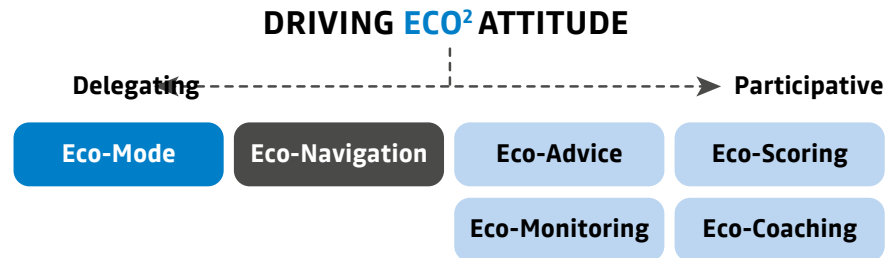 DRIVING ECO² ATTITUDE
Delegating Participative
Eco-Mode Eco-Navigation Eco-Advice Eco-Scoring
Eco-Monitoring Eco-Coaching